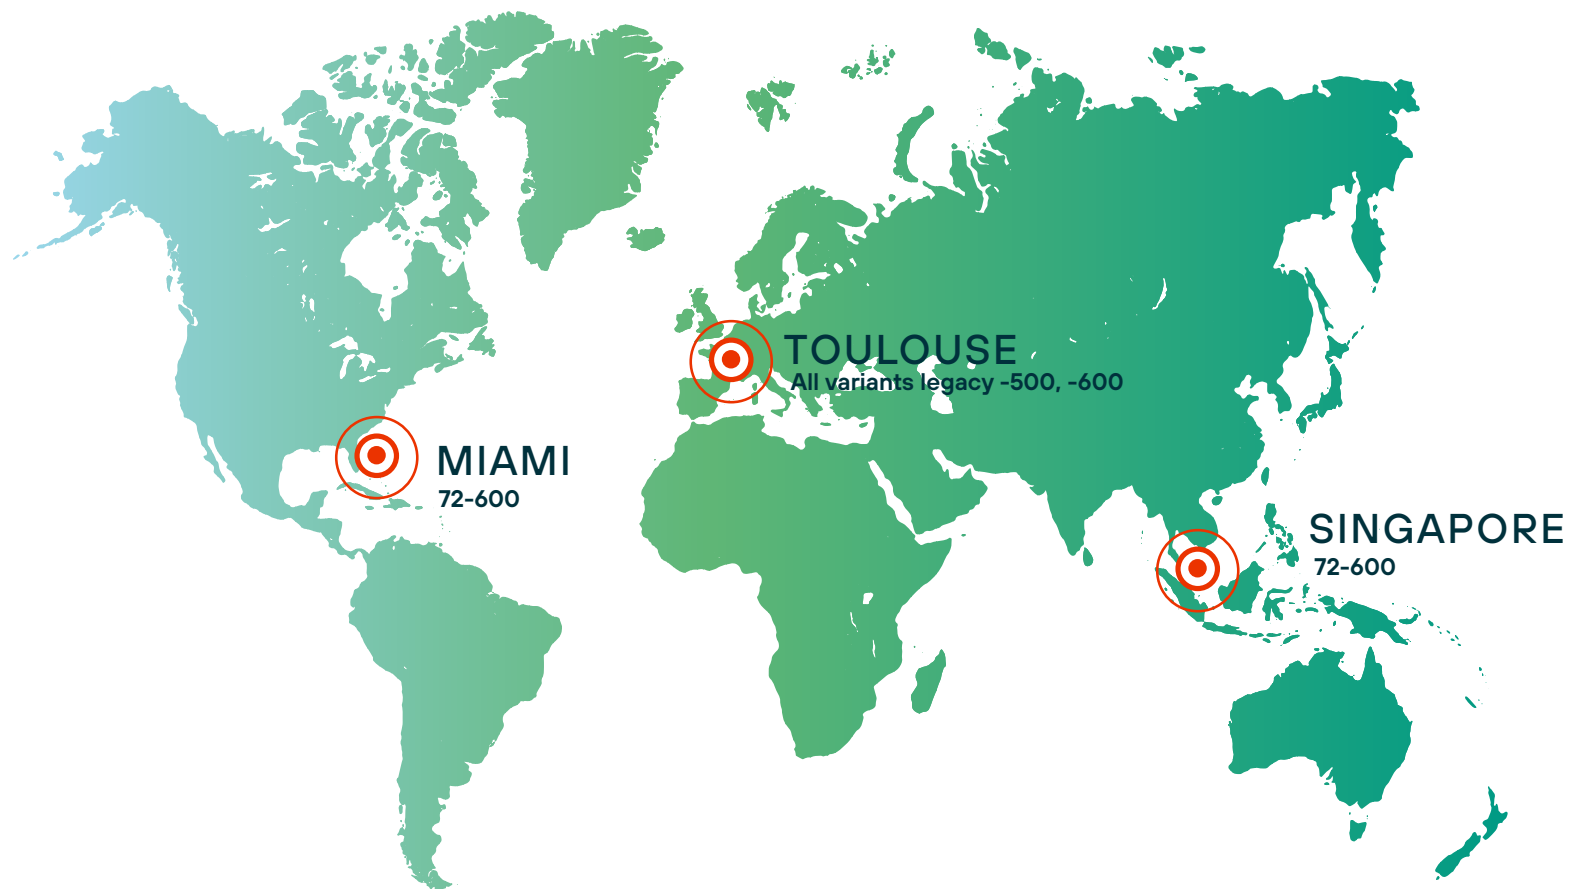 TOULOUSE
All variants legacy -500, -600
MIAMI
72-600
SINGAPORE
72-600